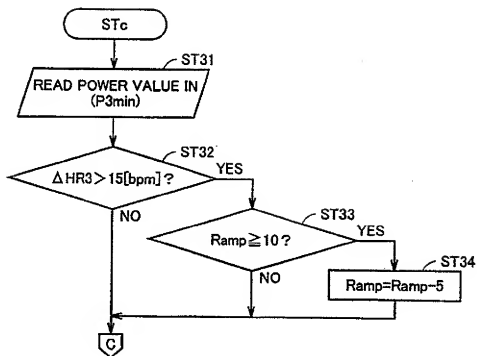 STc
ST31
READ POWER VALUE IN
(P3min)
ST32
ΔHR3>15[bpm]?
YES
NO
ST33
Ramp≧10?
YES
NO
ST34
Ramp=Ramp-5
C